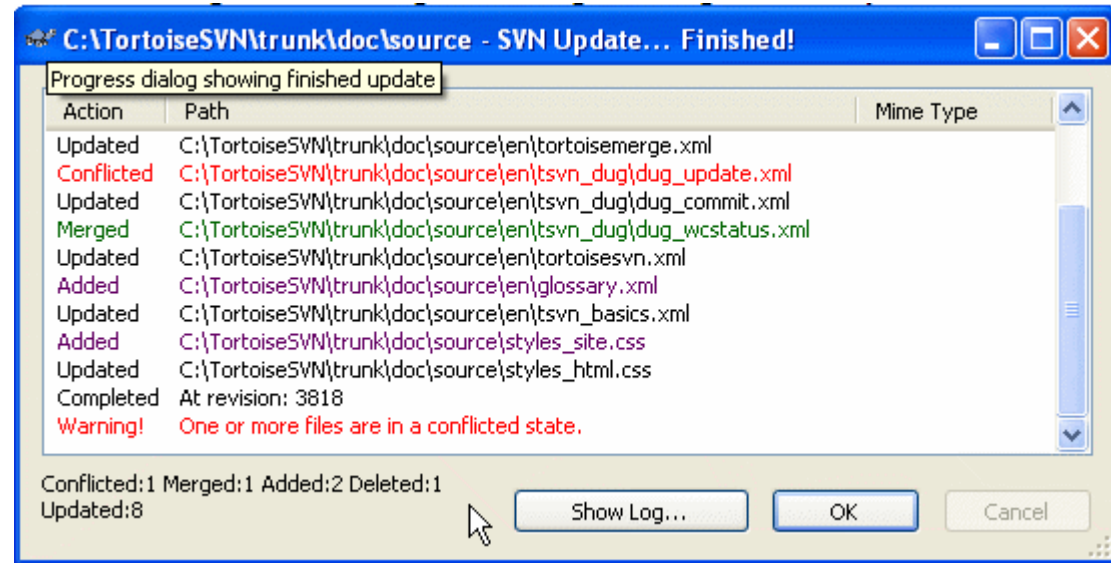 C:\TortoiseSVN\trunk\doc\source - SVN Update... Finished!
Progress dialog showing finished update
Action Path Mime Type
Updated C:\TortoiseSVN\trunk\doc\source\en\tortoisemerge.xml
Conflicted C:\TortoiseSVN\trunk\doc\source\en\tsvn_dug\dug_update.xml
Updated C:\TortoiseSVN\trunk\doc\source\en\tsvn_dug\dug_commit.xml
Merged C:\TortoiseSVN\trunk\doc\source\en\tsvn_dug\dug_wcstatus.xml
Updated C:\TortoiseSVN\trunk\doc\source\en\tortoisesvn.xml
Added C:\TortoiseSVN\trunk\doc\source\en\glossary.xml
Updated C:\TortoiseSVN\trunk\doc\source\en\tsvn_basics.xml
Added C:\TortoiseSVN\trunk\doc\source\styles_site.css
Updated C:\TortoiseSVN\trunk\doc\source\styles_html.css
Completed At revision: 3818
Warning! One or more files are in a conflicted state.
Conflicted:1 Merged:1 Added:2 Deleted:1
Updated:8
Show Log... OK Cancel